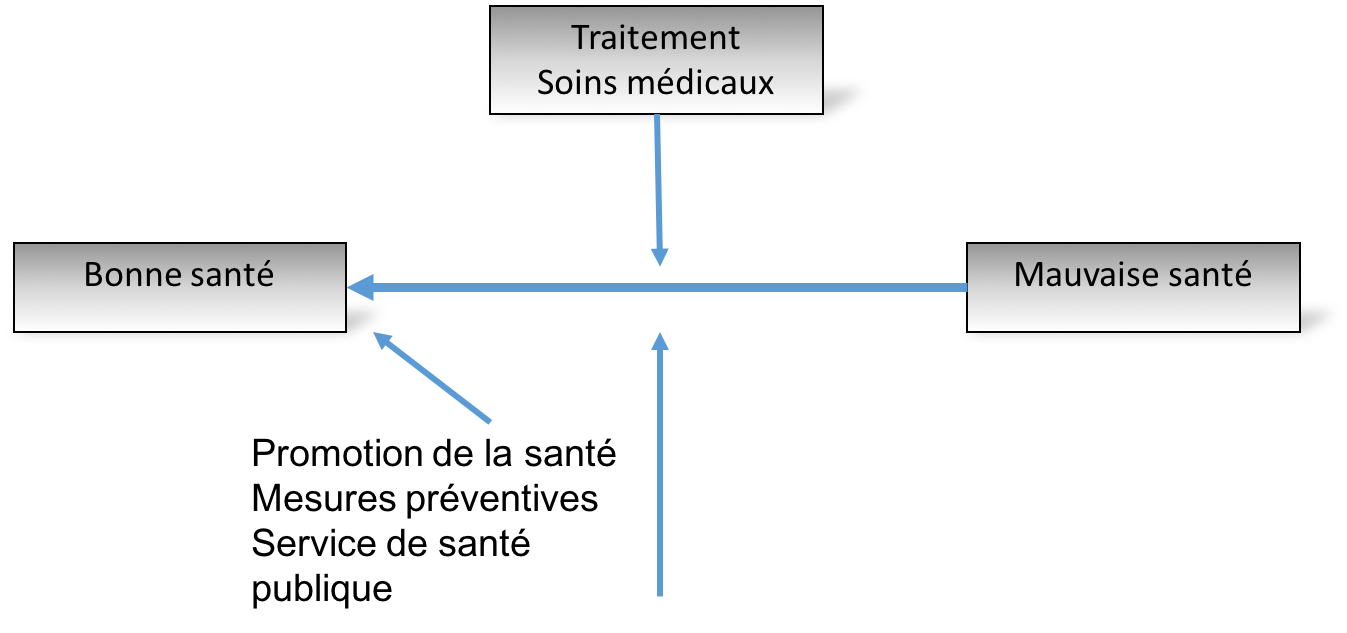 Traitement
Soins médicaux
Bonne santé
Mauvaise santé
Promotion de la santé
Mesures préventives
Service de santé
publique